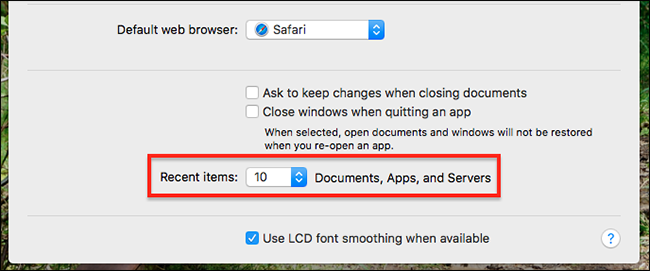 Default web browser: Safari
Ask to keep changes when closing documents
Close windows when quitting an app
When selected, open documents and windows will not be restored
when you re-open an app.
Recent items: 10 Documents, Apps, and Servers
Use LCD font smoothing when available ?